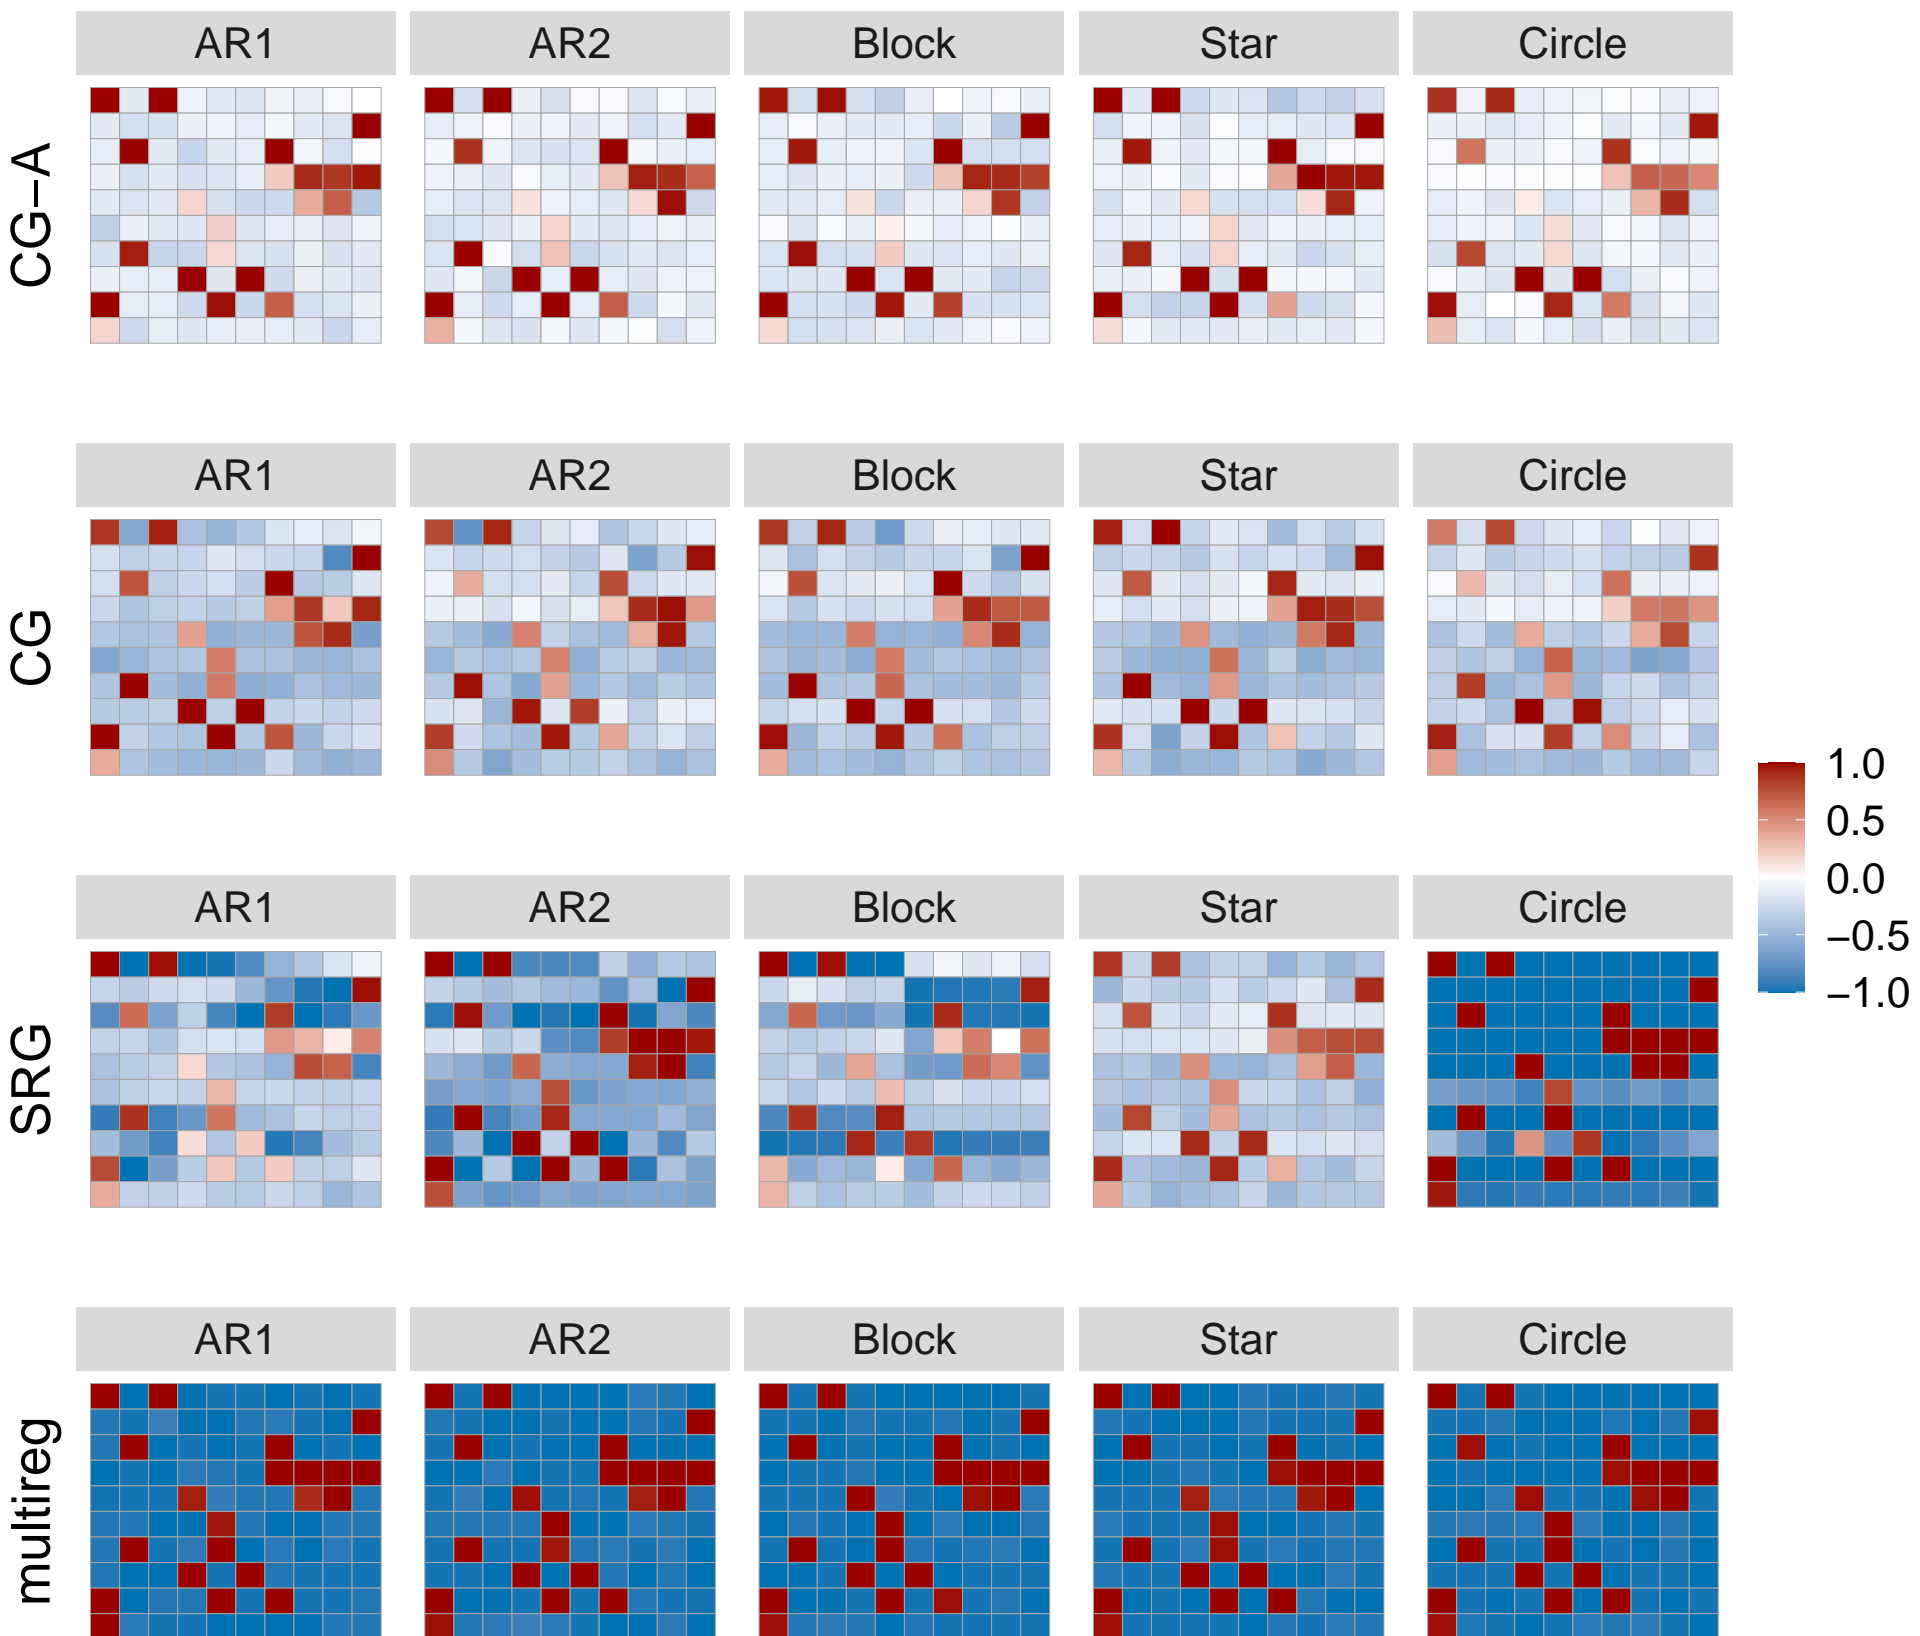 AR1 AR2 Block Star Circle
CG−A
AR1 AR2 Block Star Circle
CG
1.0
0.5
0.0
−0.5
−1.0
AR1 AR2 Block Star Circle
SRG
AR1 AR2 Block Star Circle
multireg